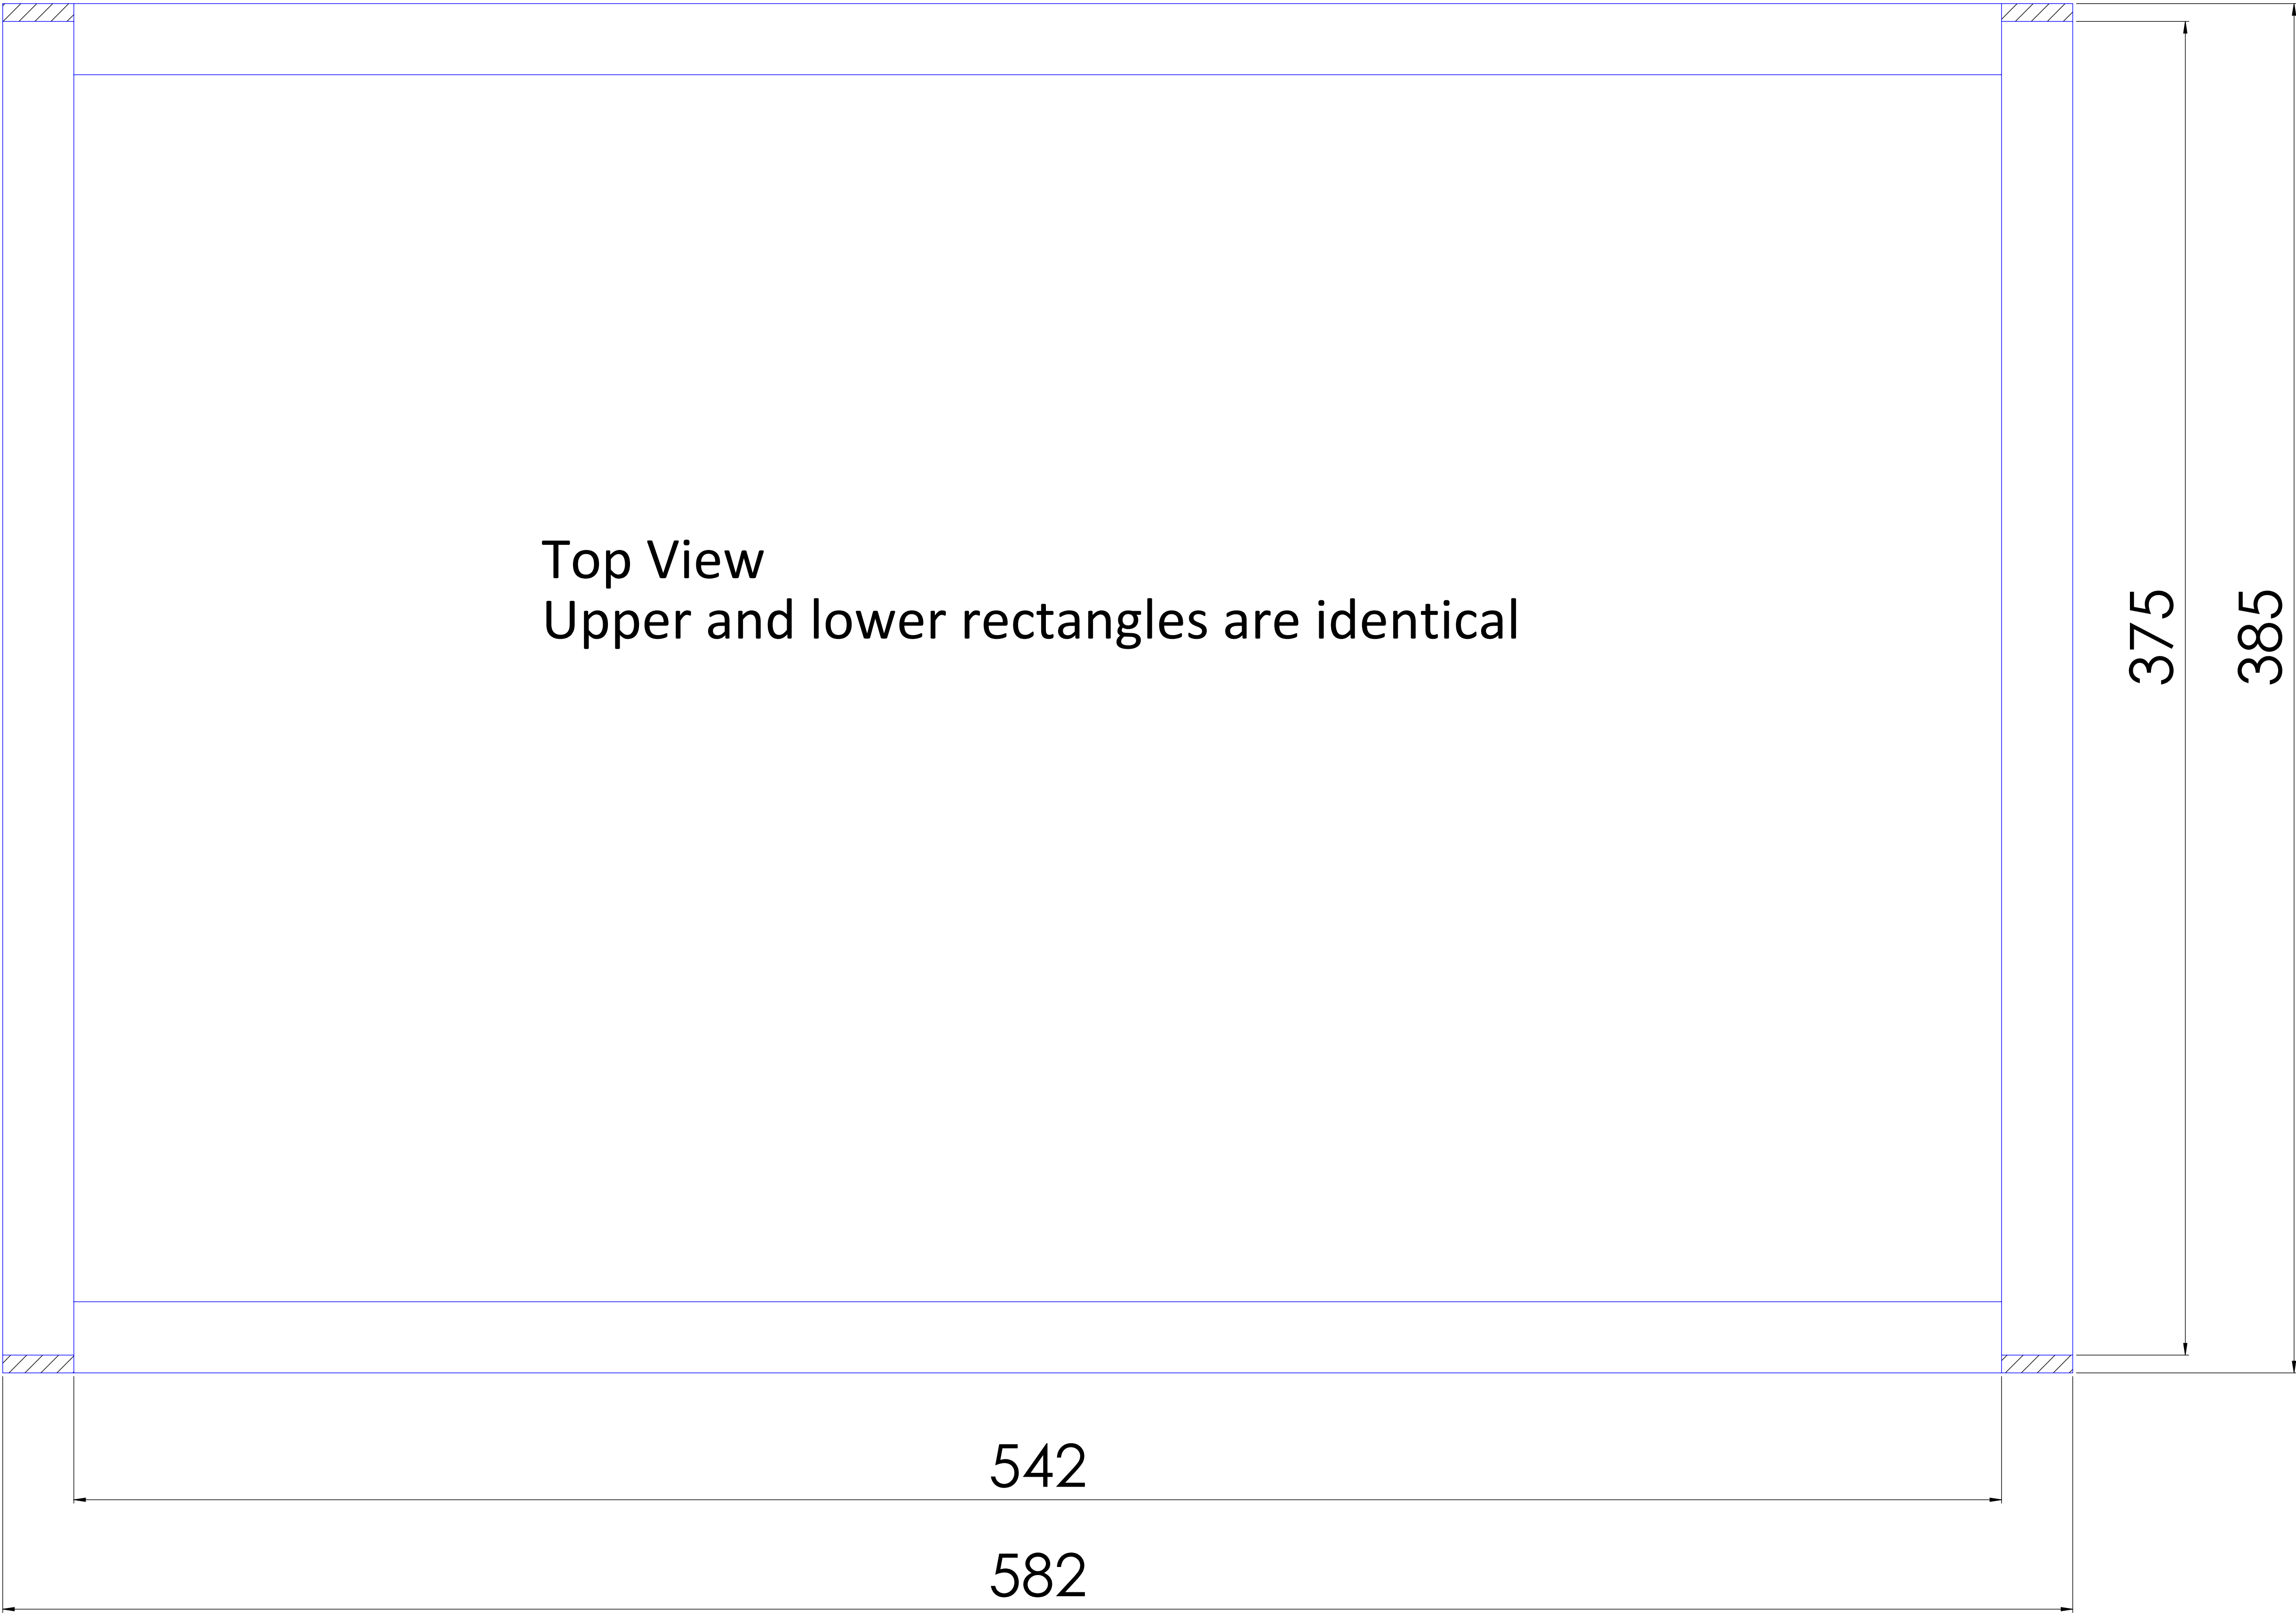 Top View
Upper and lower rectangles are identical
375
385
542
582